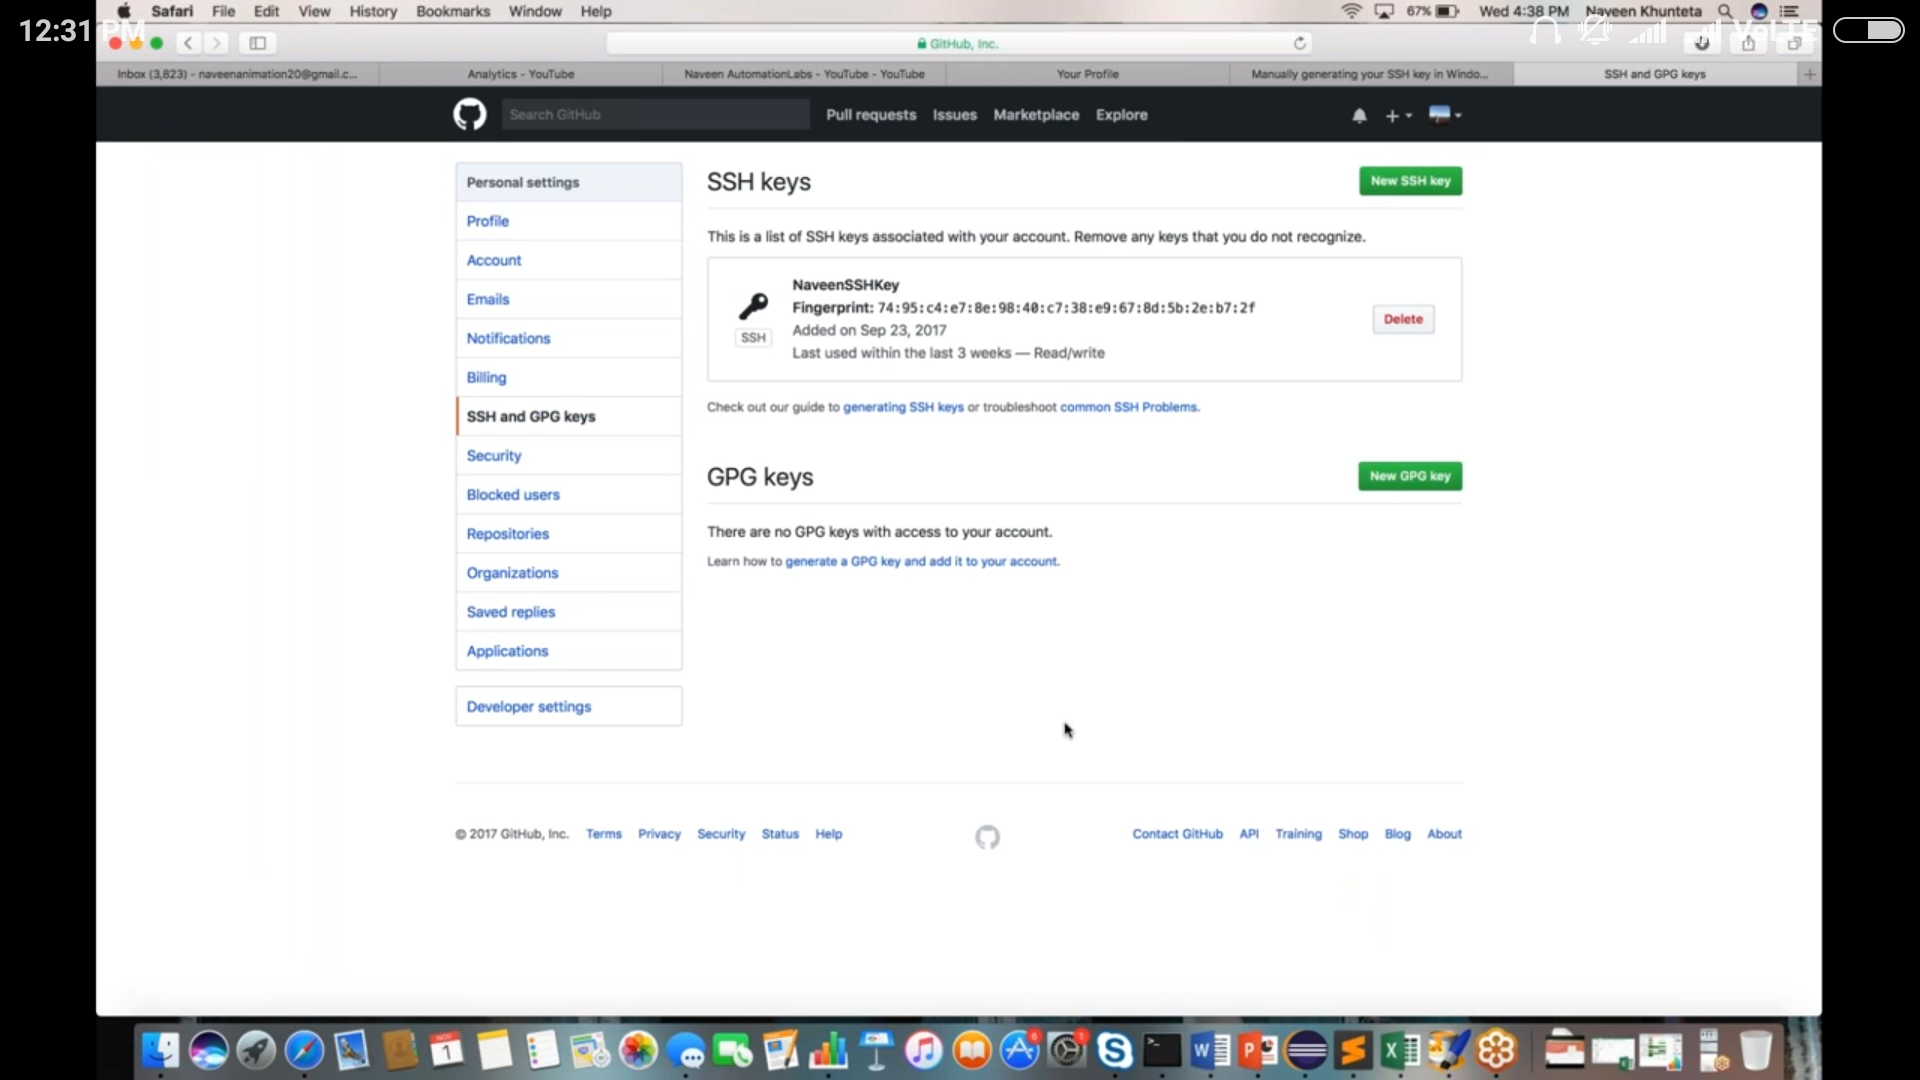 Safari File Edit View History Bookmarks Window Help 67% Wed 4:38 PM Naveen Khunteta
12:31 PM VoLTE
GitHub, Inc.
Inbox (3,823) - naveenanimation20@gmail.c... Analytics - YouTube Naveen AutomationLabs - YouTube - YouTube Your Profile Manually generating your SSH key in Windo... SSH and GPG keys
Search GitHub Pull requests Issues Marketplace Explore
Personal settings
Profile
Account
Emails
Notifications
Billing
SSH and GPG keys
Security
Blocked users
Repositories
Organizations
Saved replies
Applications
Developer settings
SSH keys
New SSH key
This is a list of SSH keys associated with your account. Remove any keys that you do not recognize.
NaveenSSHKey
Fingerprint: 74:95:c4:e7:8e:98:40:c7:38:e9:67:8d:5b:2e:b7:2f
SSH
Added on Sep 23, 2017
Last used within the last 3 weeks — Read/write
Delete
Check out our guide to generating SSH keys or troubleshoot common SSH Problems.
GPG keys
New GPG key
There are no GPG keys with access to your account.
Learn how to generate a GPG key and add it to your account.
© 2017 GitHub, Inc. Terms Privacy Security Status Help
Contact GitHub API Training Shop Blog About
NOV
1